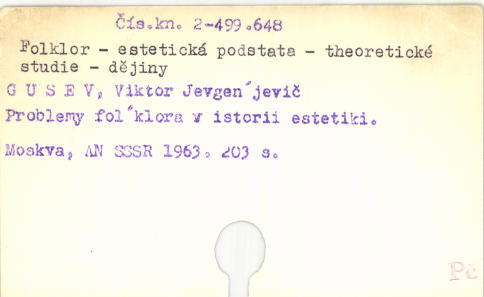 Čís.kn. 2-499.648
Folklor - estetická podstata - theoretické
studie - dějiny
G U S E V, Viktor Jevgen´jevič
Problemy fol´klora v istorii estetiki.
Moskva, AN SSSR 1963. 203 s.
Pč